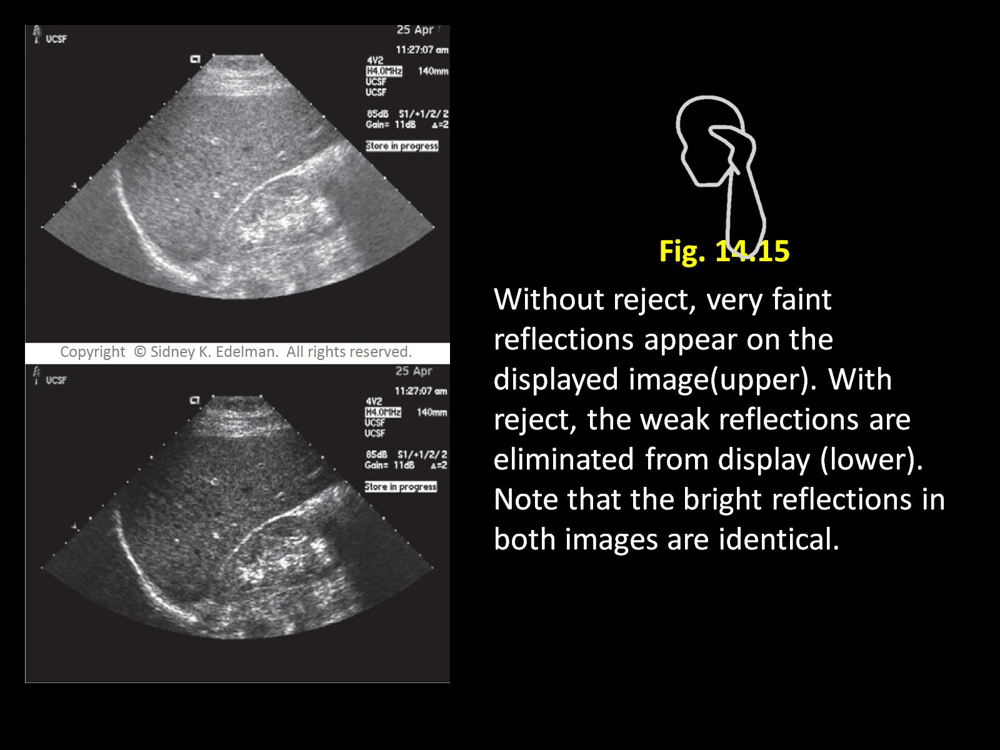 25 Apr
UCSF
11:27:07 am
4V2
H4.0MHz 140mm
UCSF
UCSF
85dB S1/+1/2/ 2
Gain= 11dB ▵=2
Store in progress
Copyright © Sidney K. Edelman. All rights reserved.
25 Apr
UCSF
11:27:07 am
4V2
H4.0MHz 140mm
UCSF
UCSF
85dB S1/+1/2/ 2
Gain= 11dB ▵=2
Store in progress
Fig. 14.15
Without reject, very faint
reflections appear on the
displayed image(upper). With
reject, the weak reflections are
eliminated from display (lower).
Note that the bright reflections in
both images are identical.